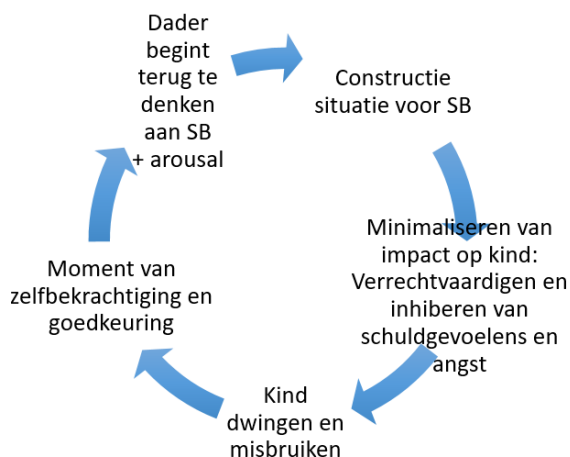 Dader
begint
terug te
denken
aan SB
+ arousal
Constructie
situatie voor SB
Minimaliseren van
impact op kind:
Verrechtvaardigen en
inhiberen van
schuldgevoelens en
angst
Kind
dwingen en
misbruiken
Moment van
zelfbekrachtiging en
goedkeuring